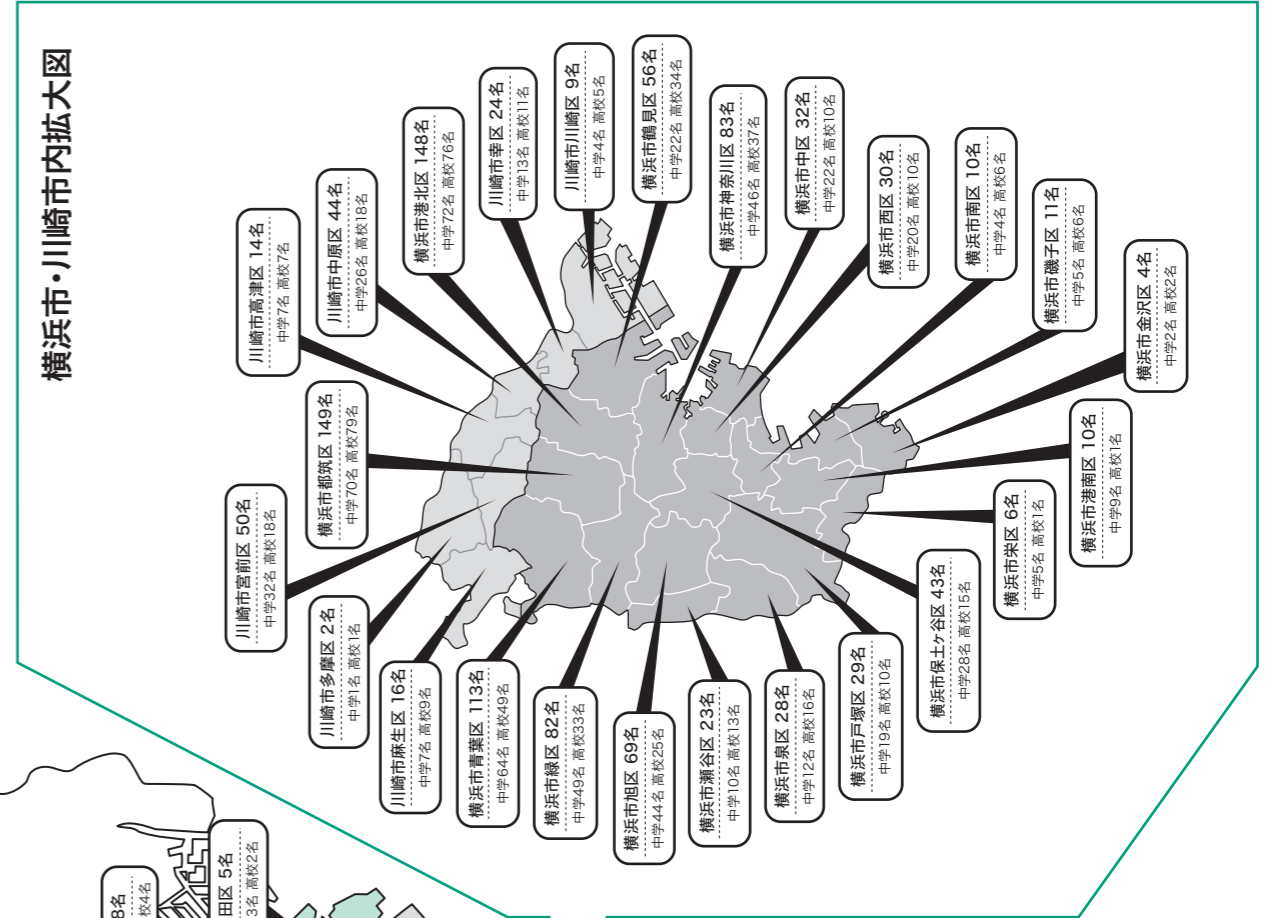 横浜市・川崎市内拡大図
川崎市高津区 14名
中学7名 高校7名
川崎市中原区 44名
中学26名 高校18名
横浜市港北区 148名
中学72名 高校76名
川崎市幸区 24名
中学13名 高校11名
川崎市川崎区 9名
中学4名 高校5名
横浜市鶴見区 56名
中学22名 高校34名
横浜市神奈川区 83名
中学46名 高校37名
横浜市中区 32名
中学22名 高校10名
横浜市西区 30名
中学20名 高校10名
横浜市南区 10名
中学4名 高校6名
横浜市磯子区 11名
中学5名 高校6名
横浜市金沢区 4名
中学2名 高校2名
川崎市宮前区 50名
中学32名 高校18名
横浜市都筑区 149名
中学70名 高校79名
川崎市多摩区 2名
中学1名 高校1名
川崎市麻生区 16名
中学7名 高校9名
横浜市青葉区 113名
中学64名 高校49名
横浜市緑区 82名
中学49名 高校33名
横浜市旭区 69名
中学44名 高校25名
横浜市瀬谷区 23名
中学10名 高校13名
横浜市泉区 28名
中学12名 高校16名
横浜市戸塚区 29名
中学19名 高校10名
横浜市保土ヶ谷区 43名
中学28名 高校15名
横浜市栄区 6名
中学5名 高校1名
横浜市港南区 10名
中学9名 高校1名
8名
校4名
田区 5名
3名 高校2名